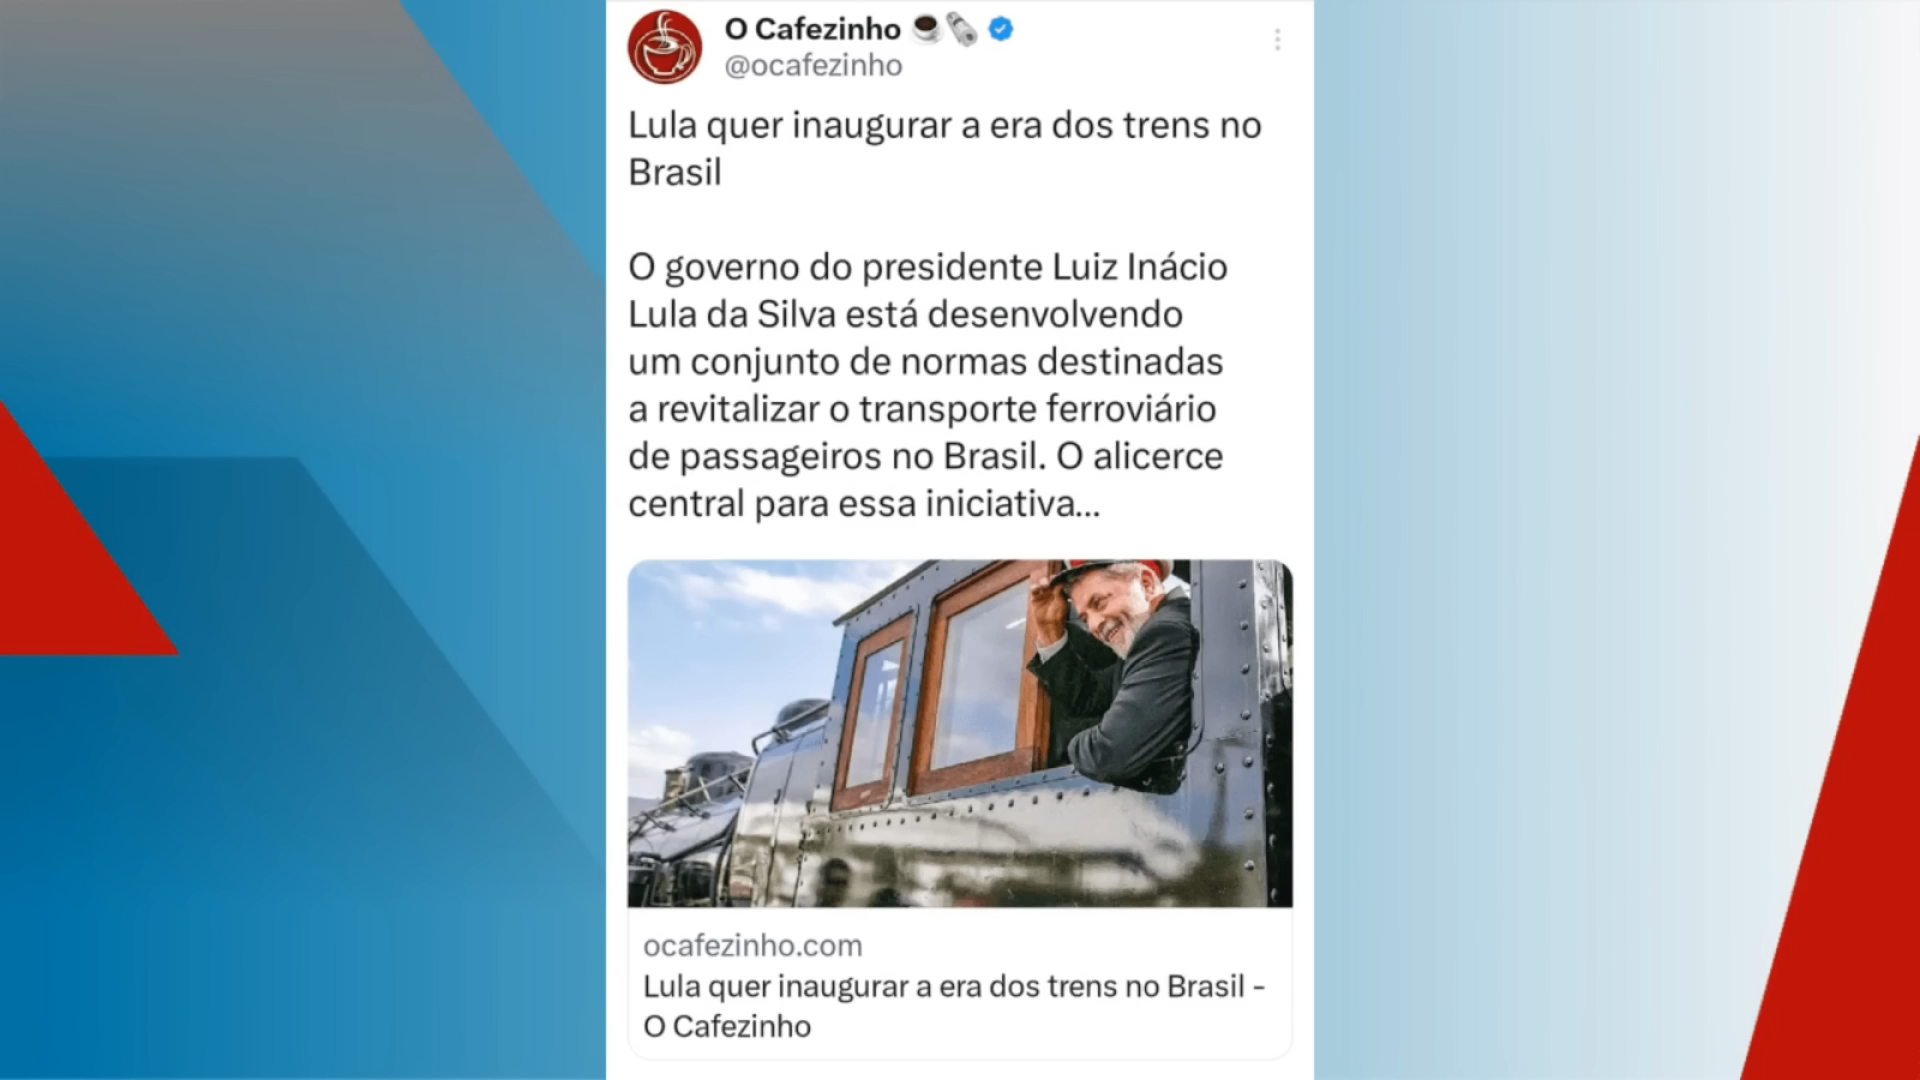 O Cafezinho ☕🗞️
@ocafezinho
Lula quer inaugurar a era dos trens no
Brasil
O governo do presidente Luiz Inácio
Lula da Silva está desenvolvendo
um conjunto de normas destinadas
a revitalizar o transporte ferroviário
de passageiros no Brasil. O alicerce
central para essa iniciativa...
ocafezinho.com
Lula quer inaugurar a era dos trens no Brasil -
O Cafezinho